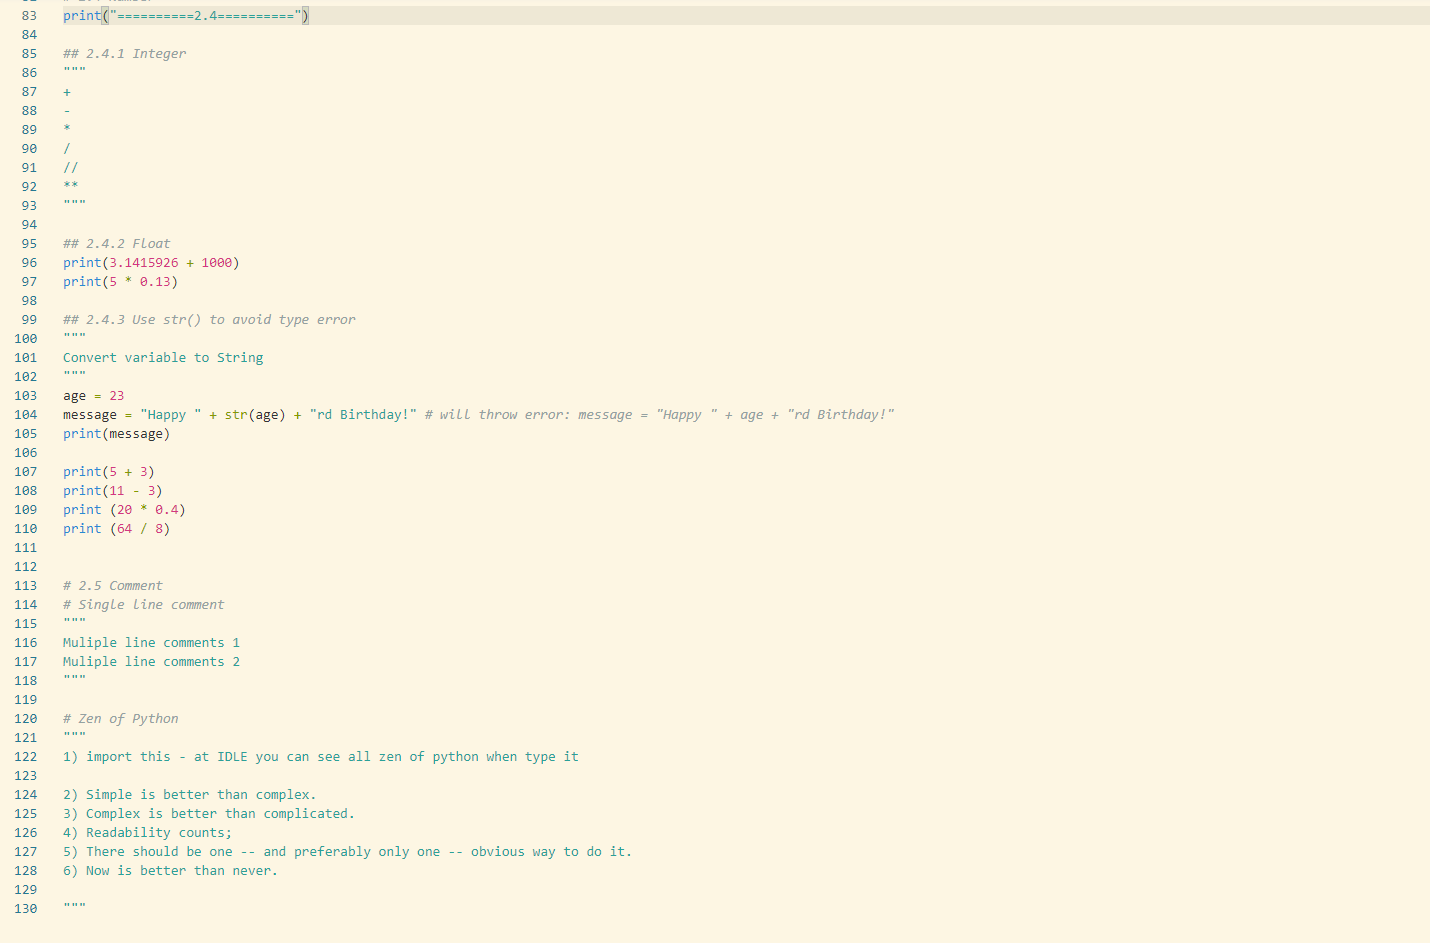 83 print("==========2.4==========")
84
85 ## 2.4.1 Integer
86 """
87 +
88 -
89 *
90 /
91 //
92 **
93 """
94
95 ## 2.4.2 Float
96 print(3.1415926 + 1000)
97 print(5 * 0.13)
98
99 ## 2.4.3 Use str() to avoid type error
100 """
101 Convert variable to String
102 """
103 age = 23
104 message = "Happy " + str(age) + "rd Birthday!" # will throw error: message = "Happy " + age + "rd Birthday!"
105 print(message)
106
107 print(5 + 3)
108 print(11 - 3)
109 print (20 * 0.4)
110 print (64 / 8)
111
112
113 # 2.5 Comment
114 # Single line comment
115 """
116 Muliple line comments 1
117 Muliple line comments 2
118 """
119
120 # Zen of Python
121 """
122 1) import this - at IDLE you can see all zen of python when type it
123
124 2) Simple is better than complex.
125 3) Complex is better than complicated.
126 4) Readability counts;
127 5) There should be one -- and preferably only one -- obvious way to do it.
128 6) Now is better than never.
129
130 """